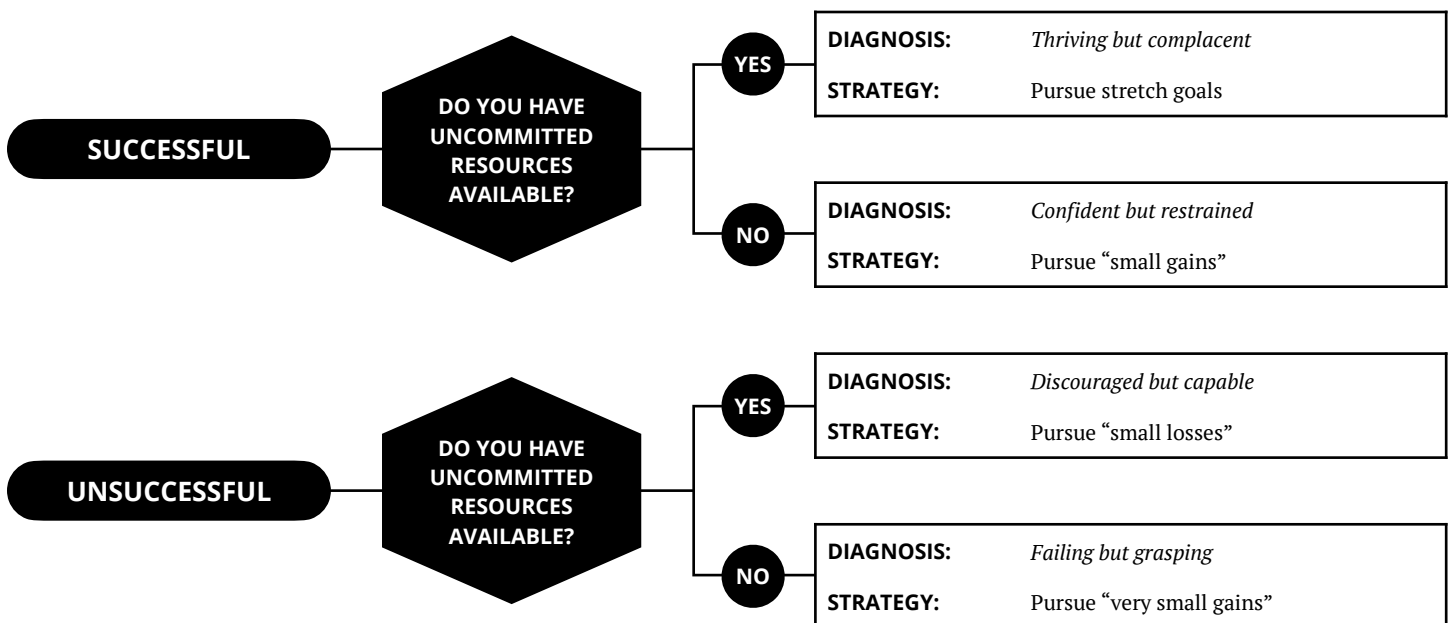 SUCCESSFUL
DO YOU HAVE
UNCOMMITTED
RESOURCES
AVAILABLE?
YES
DIAGNOSIS: Thriving but complacent
STRATEGY: Pursue stretch goals
NO
DIAGNOSIS: Confident but restrained
STRATEGY: Pursue “small gains”
UNSUCCESSFUL
DO YOU HAVE
UNCOMMITTED
RESOURCES
AVAILABLE?
YES
DIAGNOSIS: Discouraged but capable
STRATEGY: Pursue “small losses”
NO
DIAGNOSIS: Failing but grasping
STRATEGY: Pursue “very small gains”